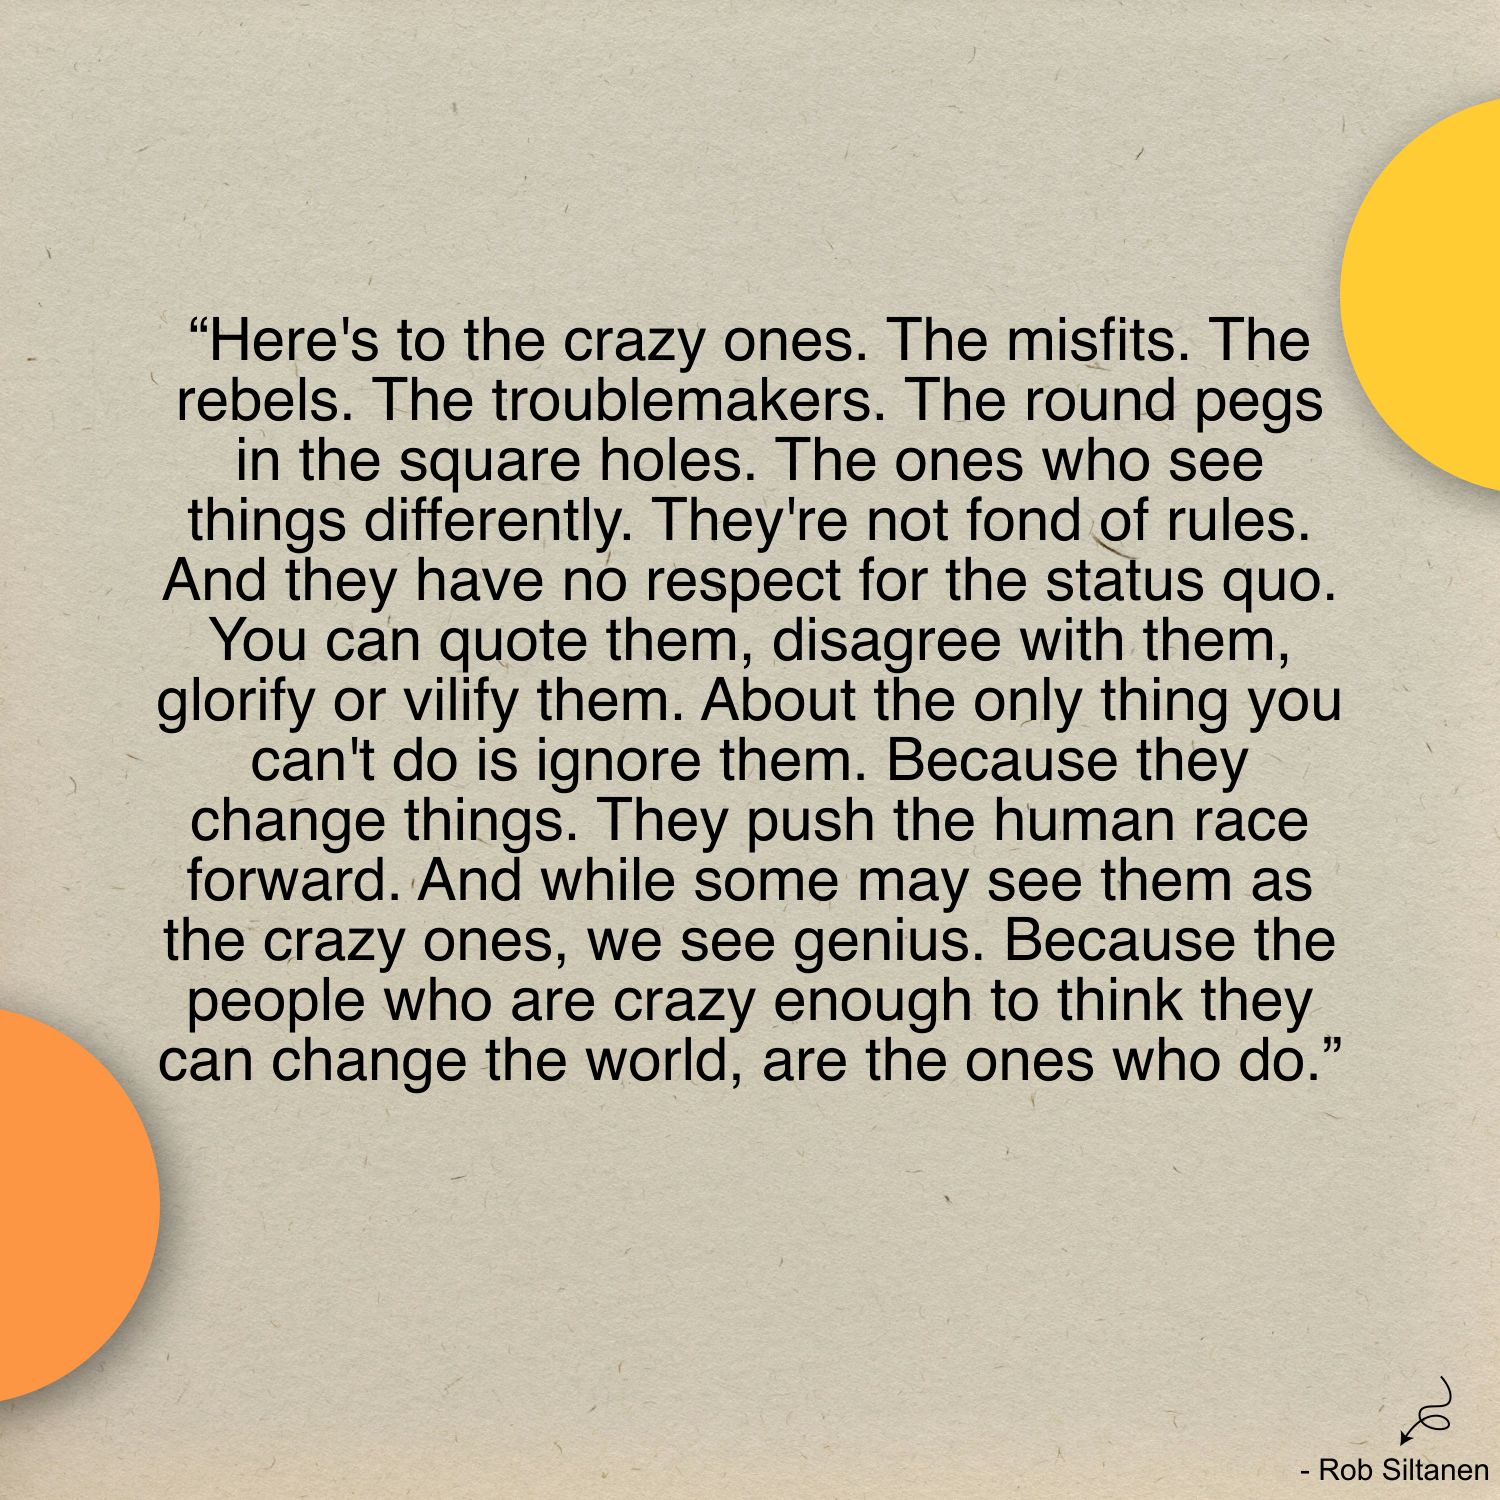 “Here's to the crazy ones. The misfits. The
rebels. The troublemakers. The round pegs
in the square holes. The ones who see
things differently. They're not fond of rules.
And they have no respect for the status quo.
You can quote them, disagree with them,
glorify or vilify them. About the only thing you
can't do is ignore them. Because they
change things. They push the human race
forward. And while some may see them as
the crazy ones, we see genius. Because the
people who are crazy enough to think they
can change the world, are the ones who do.”
- Rob Siltanen